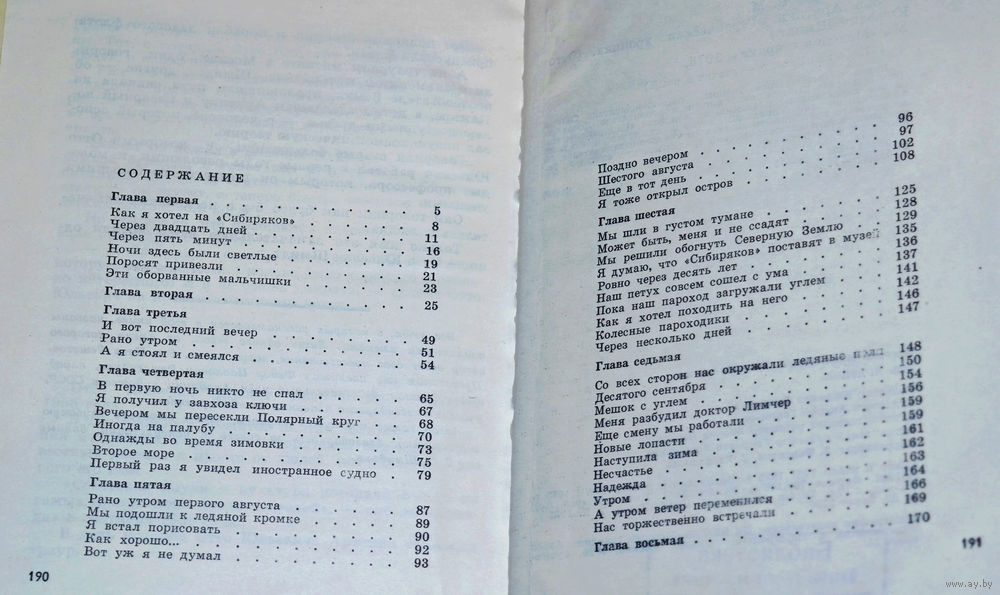 СОДЕРЖАНИЕ
Глава первая . . . . . . . . . 5
Как я хотел на «Сибиряков» . . . . . 8
Через двадцать дней . . . . . . . 11
Через пять минут . . . . . . . . 16
Ночи здесь были светлые . . . . . . 19
Поросят привезли . . . . . . . . 21
Эти оборванные мальчишки . . . . . 23
Глава вторая . . . . . . . . . 25
Глава третья
И вот последний вечер . . . . . . 49
Рано утром . . . . . . . . . . 51
А я стоял и смеялся . . . . . . . 54
Глава четвертая
В первую ночь никто не спал . . . . . 65
Я получил у завхоза ключи . . . . . 67
Вечером мы пересекли Полярный круг . . . 68
Иногда на палубу . . . . . . . . 70
Однажды во время зимовки . . . . . 73
Второе море . . . . . . . . . . 75
Первый раз я увидел иностранное судно . . 79
Глава пятая
Рано утром первого августа . . . . . 87
Мы подошли к ледяной кромке . . . . 89
Я встал порисовать . . . . . . . . 90
Как хорошо... . . . . . . . . . . 92
Вот уж я не думал . . . . . . . . 93
190
Поздно вечером . . . . . . . . . 96
Шестого августа . . . . . . . . . 97
Еще в тот день . . . . . . . . . 102
Я тоже открыл остров . . . . . . . 108
Глава шестая
Мы шли в густом тумане . . . . . . 125
Может быть, меня и не ссадят . . . . . 128
Мы решили обогнуть Северную Землю . . . 129
Я думаю, что «Сибиряков» поставят в музей 135
Ровно через десять лет . . . . . . . 136
Наш петух совсем сошел с ума . . . . . 137
Пока наш пароход загружали углем . . . 141
Как я хотел походить на него . . . . . 142
Колесные пароходики . . . . . . . 146
Через несколько дней . . . . . . . 147
Глава седьмая
Со всех сторон нас окружали ледяные поля 148
Десятого сентября . . . . . . . . 150
Мешок с углем . . . . . . . . . 154
Меня разбудил доктор Лимчер . . . . . 156
Еще смену мы работали . . . . . . . 159
Новые лопасти . . . . . . . . . 159
Наступила зима . . . . . . . . . 161
Несчастье . . . . . . . . . . . 162
Надежда . . . . . . . . . . . 163
Утром . . . . . . . . . . . . 164
А утром ветер переменился . . . . . 166
Нас торжественно встречали . . . . . 169
Глава восьмая . . . . . . . . . 170
191
www.ay.by